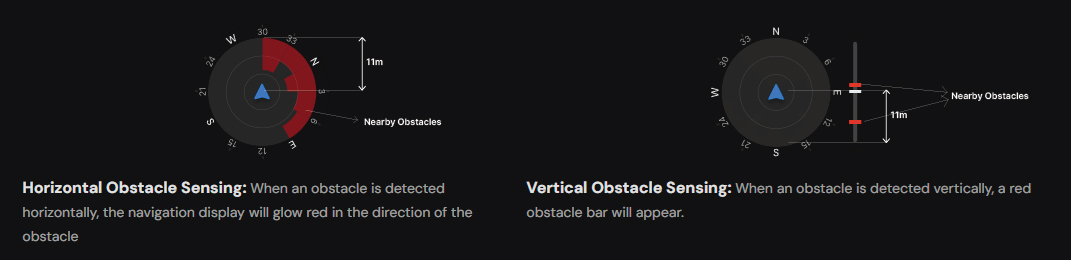 30
33
N
3
6
E
12
15
S
21
24
W
11m
Nearby Obstacles
N
3
6
E
12
15
S
21
24
W
30
33
11m
Nearby Obstacles
Horizontal Obstacle Sensing: When an obstacle is detected
horizontally, the navigation display will glow red in the direction of the
obstacle
Vertical Obstacle Sensing: When an obstacle is detected vertically, a red
obstacle bar will appear.